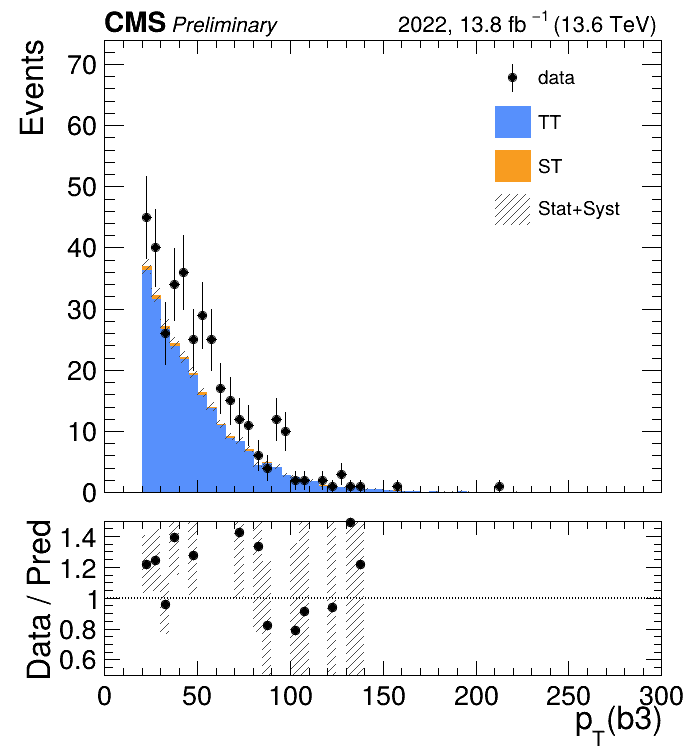 CMS Preliminary 2022, 13.8 fb⁻¹ (13.6 TeV)
Events
70
60
50
40
30
20
10
0
data
TT
ST
Stat+Syst
Data / Pred
1.4
1.2
1
0.8
0.6
0 50 100 150 200 250 300
p_T(b3)